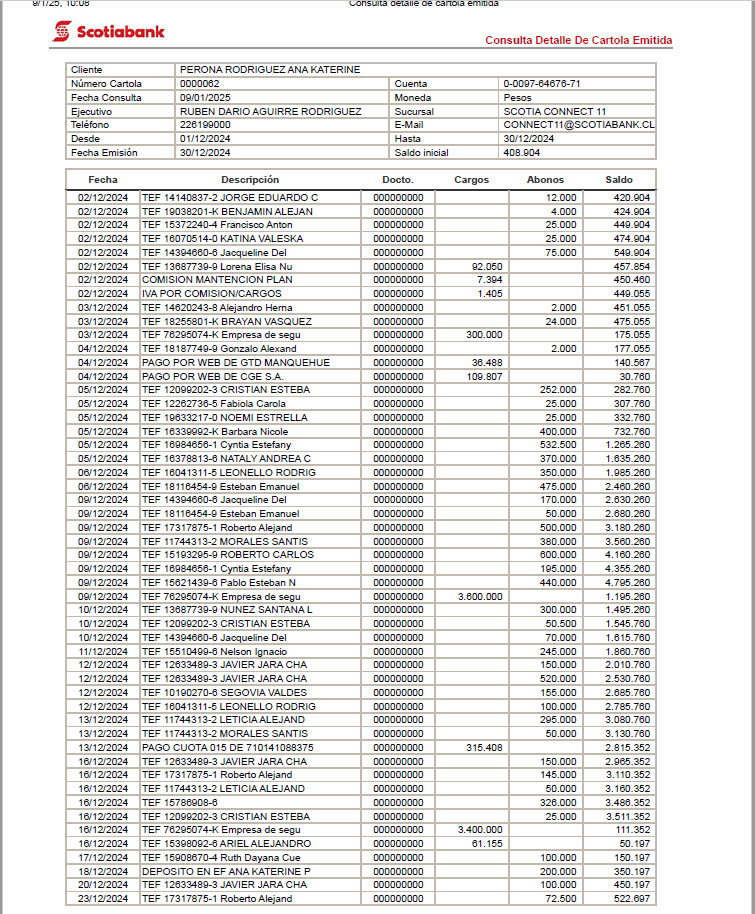 9/1/25, 10:08 Consulta detalle de cartola emitida
Scotiabank
Consulta Detalle De Cartola Emitida
Cliente PERONA RODRIGUEZ ANA KATERINE
Número Cartola 0000062 Cuenta 0-0097-64676-71
Fecha Consulta 09/01/2025 Moneda Pesos
Ejecutivo RUBEN DARIO AGUIRRE RODRIGUEZ Sucursal SCOTIA CONNECT 11
Teléfono 226199000 E-Mail CONNECT11@SCOTIABANK.CL
Desde 01/12/2024 Hasta 30/12/2024
Fecha Emisión 30/12/2024 Saldo inicial 408.904
Fecha Descripción Docto. Cargos Abonos Saldo
02/12/2024 TEF 14140837-2 JORGE EDUARDO C 000000000 12.000 420.904
02/12/2024 TEF 19038201-K BENJAMIN ALEJAN 000000000 4.000 424.904
02/12/2024 TEF 15372240-4 Francisco Anton 000000000 25.000 449.904
02/12/2024 TEF 16070514-0 KATINA VALESKA 000000000 25.000 474.904
02/12/2024 TEF 14394660-6 Jacqueline Del 000000000 75.000 549.904
02/12/2024 TEF 13687739-9 Lorena Elisa Nu 000000000 92.050 457.854
02/12/2024 COMISION MANTENCION PLAN 000000000 7.394 450.460
02/12/2024 IVA POR COMISION/CARGOS 000000000 1.405 449.055
03/12/2024 TEF 14620243-8 Alejandro Herna 000000000 2.000 451.055
03/12/2024 TEF 18255801-K BRAYAN VASQUEZ 000000000 24.000 475.055
03/12/2024 TEF 76295074-K Empresa de segu 000000000 300.000 175.055
04/12/2024 TEF 18187749-9 Gonzalo Alexand 000000000 2.000 177.055
04/12/2024 PAGO POR WEB DE GTD MANQUEHUE 000000000 36.488 140.567
04/12/2024 PAGO POR WEB DE CGE S.A. 000000000 109.807 30.760
05/12/2024 TEF 12099202-3 CRISTIAN ESTEBA 000000000 252.000 282.760
05/12/2024 TEF 12262736-5 Fabiola Carola 000000000 25.000 307.760
05/12/2024 TEF 19633217-0 NOEMI ESTRELLA 000000000 25.000 332.760
05/12/2024 TEF 16339992-K Barbara Nicole 000000000 400.000 732.760
05/12/2024 TEF 16984656-1 Cyntia Estefany 000000000 532.500 1.265.260
05/12/2024 TEF 16378813-6 NATALY ANDREA C 000000000 370.000 1.635.260
06/12/2024 TEF 16041311-5 LEONELLO RODRIG 000000000 350.000 1.985.260
06/12/2024 TEF 18116454-9 Esteban Emanuel 000000000 475.000 2.460.260
09/12/2024 TEF 14394660-6 Jacqueline Del 000000000 170.000 2.630.260
09/12/2024 TEF 18116454-9 Esteban Emanuel 000000000 50.000 2.680.260
09/12/2024 TEF 17317875-1 Roberto Alejand 000000000 500.000 3.180.260
09/12/2024 TEF 11744313-2 MORALES SANTIS 000000000 380.000 3.560.260
09/12/2024 TEF 15193295-9 ROBERTO CARLOS 000000000 600.000 4.160.260
09/12/2024 TEF 16984656-1 Cyntia Estefany 000000000 195.000 4.355.260
09/12/2024 TEF 15621439-6 Pablo Esteban N 000000000 440.000 4.795.260
09/12/2024 TEF 76295074-K Empresa de segu 000000000 3.600.000 1.195.260
10/12/2024 TEF 13687739-9 NUNEZ SANTANA L 000000000 300.000 1.495.260
10/12/2024 TEF 12099202-3 CRISTIAN ESTEBA 000000000 50.500 1.545.760
10/12/2024 TEF 14394660-6 Jacqueline Del 000000000 70.000 1.615.760
11/12/2024 TEF 15510499-6 Nelson Ignacio 000000000 245.000 1.860.760
12/12/2024 TEF 12633489-3 JAVIER JARA CHA 000000000 150.000 2.010.760
12/12/2024 TEF 12633489-3 JAVIER JARA CHA 000000000 520.000 2.530.760
12/12/2024 TEF 10190270-6 SEGOVIA VALDES 000000000 155.000 2.685.760
12/12/2024 TEF 16041311-5 LEONELLO RODRIG 000000000 100.000 2.785.760
13/12/2024 TEF 11744313-2 LETICIA ALEJAND 000000000 295.000 3.080.760
13/12/2024 TEF 11744313-2 MORALES SANTIS 000000000 50.000 3.130.760
13/12/2024 PAGO CUOTA 015 DE 710141088375 000000000 315.408 2.815.352
16/12/2024 TEF 12633489-3 JAVIER JARA CHA 000000000 150.000 2.965.352
16/12/2024 TEF 17317875-1 Roberto Alejand 000000000 145.000 3.110.352
16/12/2024 TEF 11744313-2 LETICIA ALEJAND 000000000 50.000 3.160.352
16/12/2024 TEF 15786908-6 000000000 326.000 3.486.352
16/12/2024 TEF 12099202-3 CRISTIAN ESTEBA 000000000 25.000 3.511.352
16/12/2024 TEF 76295074-K Empresa de segu 000000000 3.400.000 111.352
16/12/2024 TEF 15398092-6 ARIEL ALEJANDRO 000000000 61.155 50.197
17/12/2024 TEF 15908670-4 Ruth Dayana Cue 000000000 100.000 150.197
18/12/2024 DEPOSITO EN EF ANA KATERINE P 000000000 200.000 350.197
20/12/2024 TEF 12633489-3 JAVIER JARA CHA 000000000 100.000 450.197
23/12/2024 TEF 17317875-1 Roberto Alejand 000000000 72.500 522.697